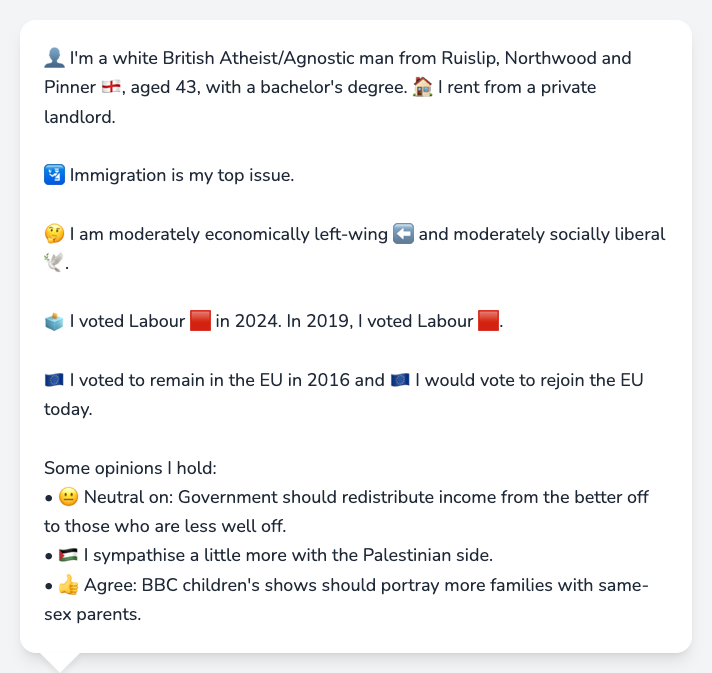 👤 I'm a white British Atheist/Agnostic man from Ruislip, Northwood and
Pinner 🏴󠁧󠁢󠁥󠁮󠁧󠁿, aged 43, with a bachelor's degree. 🏠 I rent from a private
landlord.
🛂 Immigration is my top issue.
🤔 I am moderately economically left-wing ⬅️ and moderately socially liberal
🕊️.
🗳️ I voted Labour 🟥 in 2024. In 2019, I voted Labour 🟥.
🇪🇺 I voted to remain in the EU in 2016 and 🇪🇺 I would vote to rejoin the EU
today.
Some opinions I hold:
• 😐 Neutral on: Government should redistribute income from the better off
to those who are less well off.
• 🇵🇸 I sympathise a little more with the Palestinian side.
• 👍 Agree: BBC children's shows should portray more families with same-
sex parents.